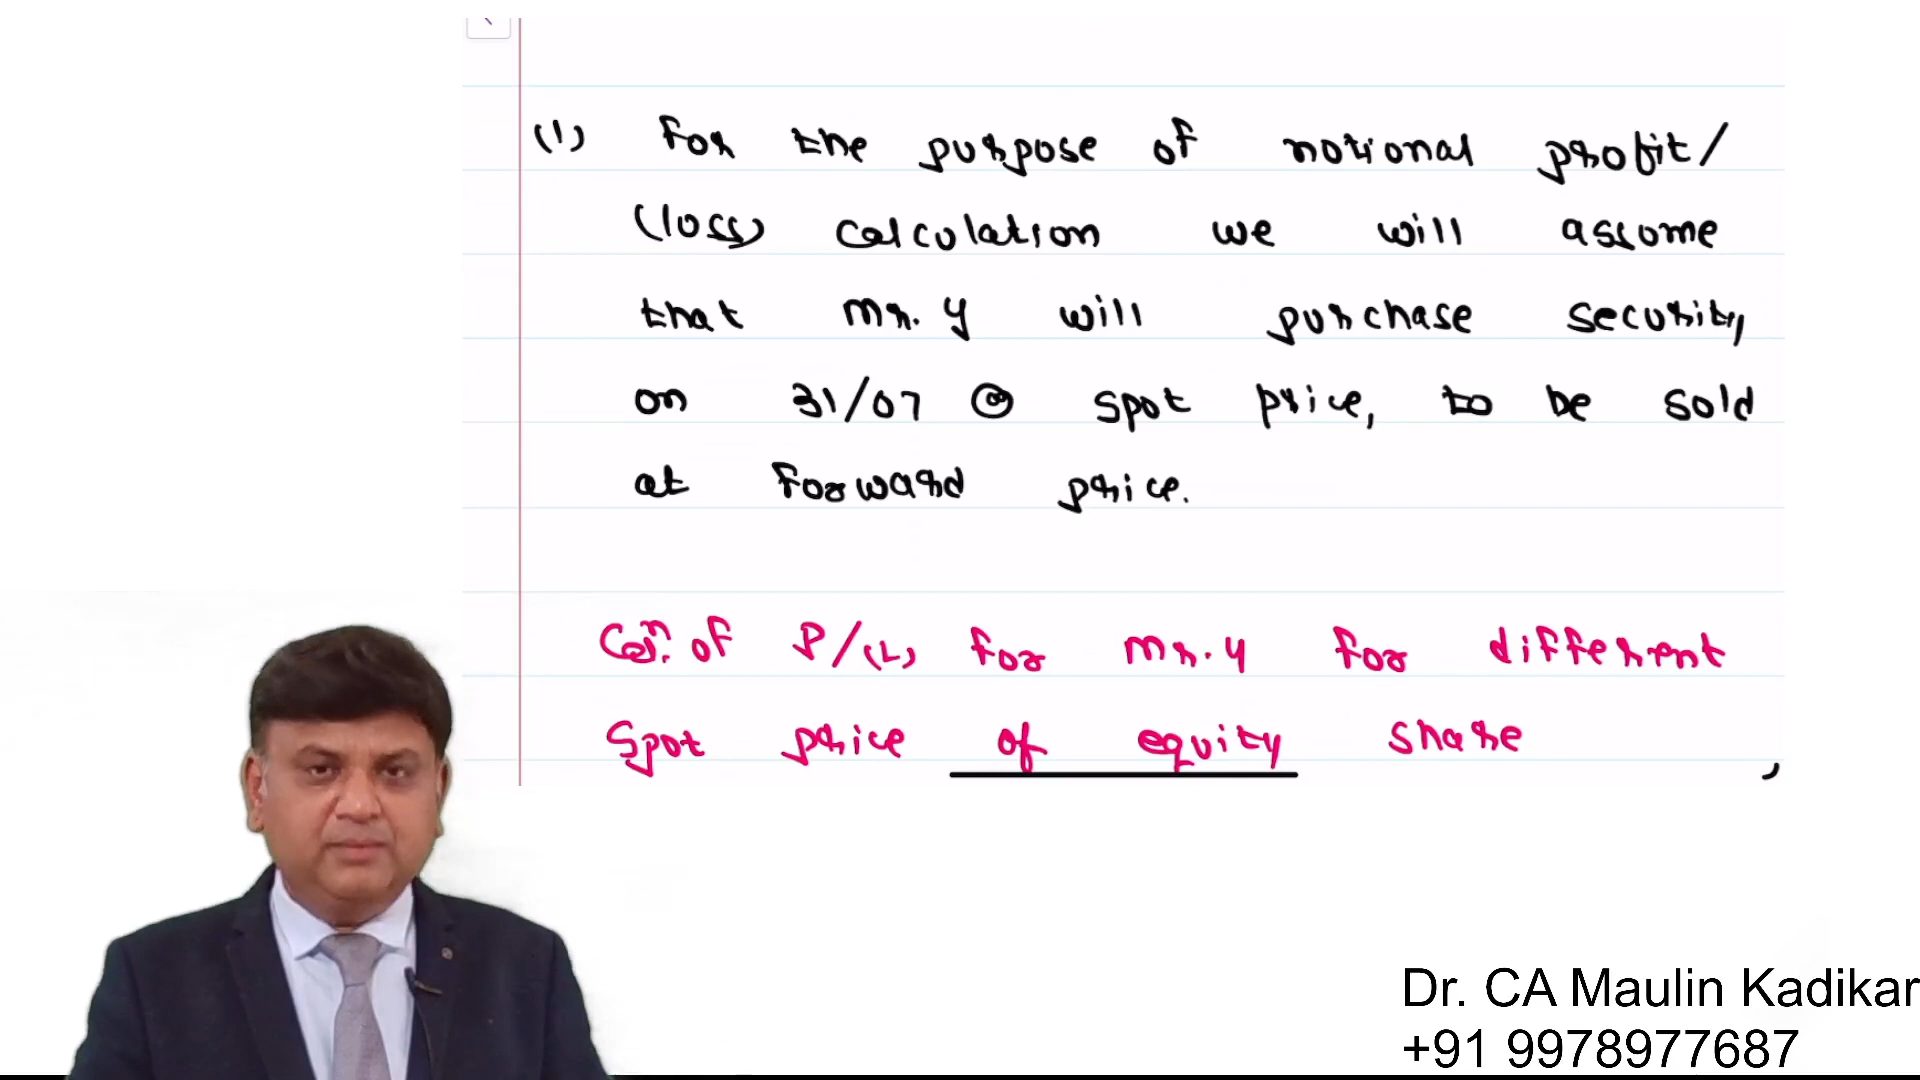 (1) For the purpose of notional profit/
(loss) calculation we will assume
that Mr. Y will purchase security
on 31/07 @ spot price, to be sold
at forward price.
Con. of P/(L) for Mr. Y for different
Spot price of equity share
Dr. CA Maulin Kadikar
+91 9978977687